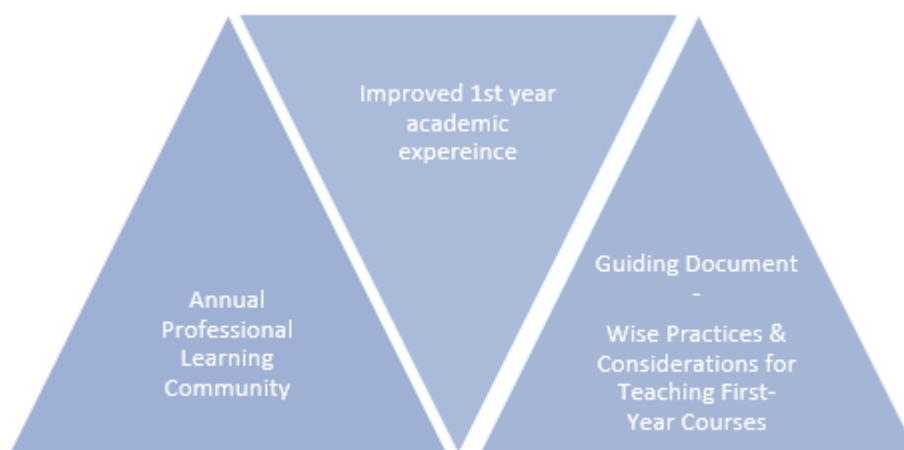 Improved 1st year
academic
expereince
Annual
Professional
Learning
Community
Guiding Document
-
Wise Practices &
Considerations for
Teaching First-
Year Courses